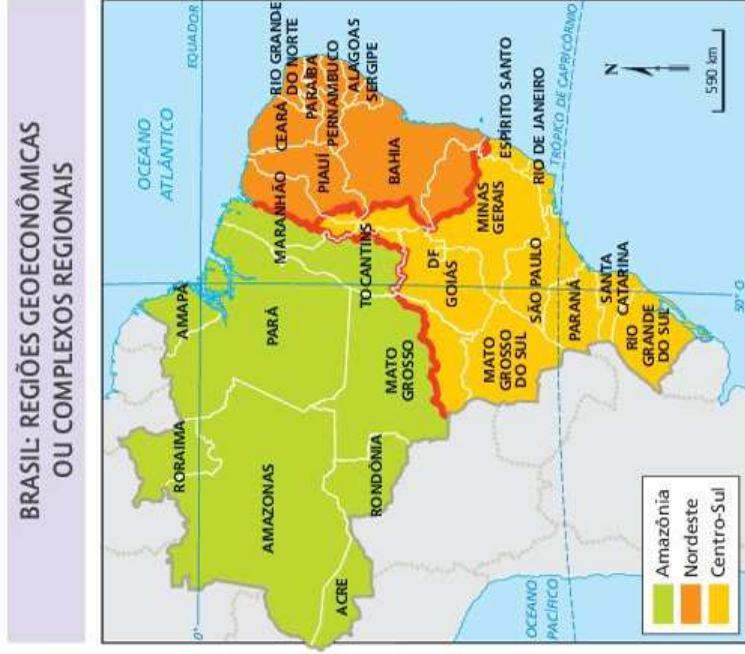 BRASIL: REGIÕES GEOECONÔMICAS
OU COMPLEXOS REGIONAIS
OCEANO
ATLÂNTICO
EQUADOR
0°
RORAIMA
AMAPÁ
AMAZONAS
PARÁ
MARANHÃO
CEARÁ
RIO GRANDE
DO NORTE
PARAÍBA
PERNAMBUCO
ALAGOAS
SERGIPE
PIAUÍ
BAHIA
ACRE
RONDÔNIA
MATO
GROSSO
TOCANTINS
DF
GOIÁS
MINAS
GERAIS
ESPÍRITO SANTO
RIO DE JANEIRO
MATO
GROSSO
DO SUL
SÃO PAULO
PARANÁ
SANTA
CATARINA
RIO
GRANDE
DO SUL
TRÓPICO DE CAPRICÓRNIO
OCEANO
PACÍFICO
50° O
N
590 km
Amazônia
Nordeste
Centro-Sul